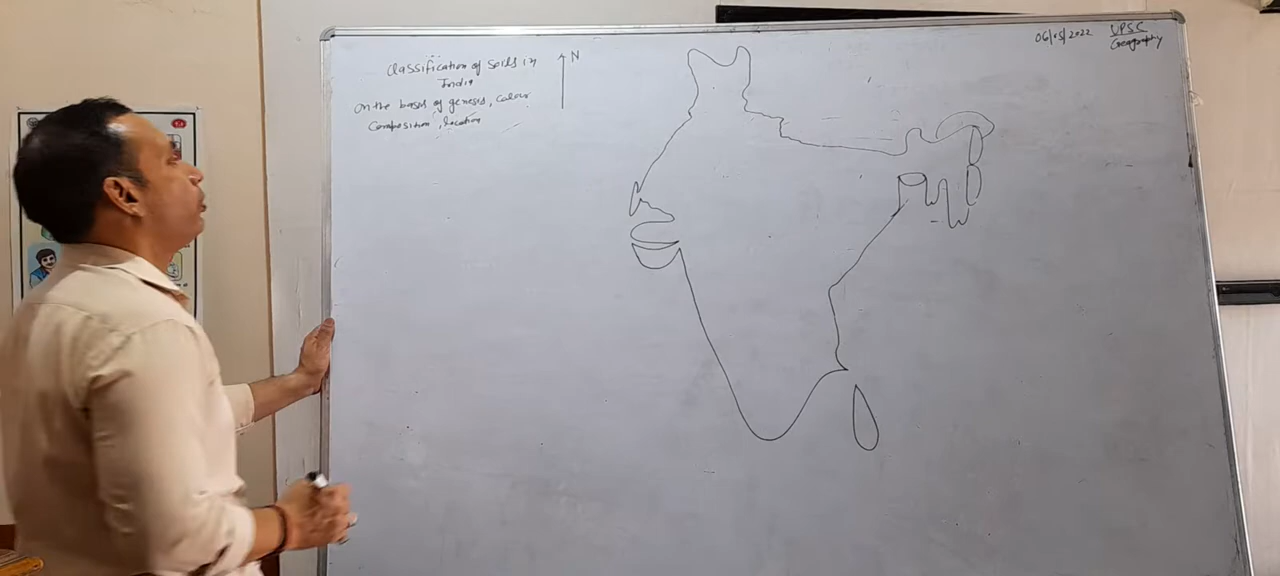 Classification of Soils in
India
On the basis of genesis, colour
Composition, location
N
06/05/2022
UPSC
Geography